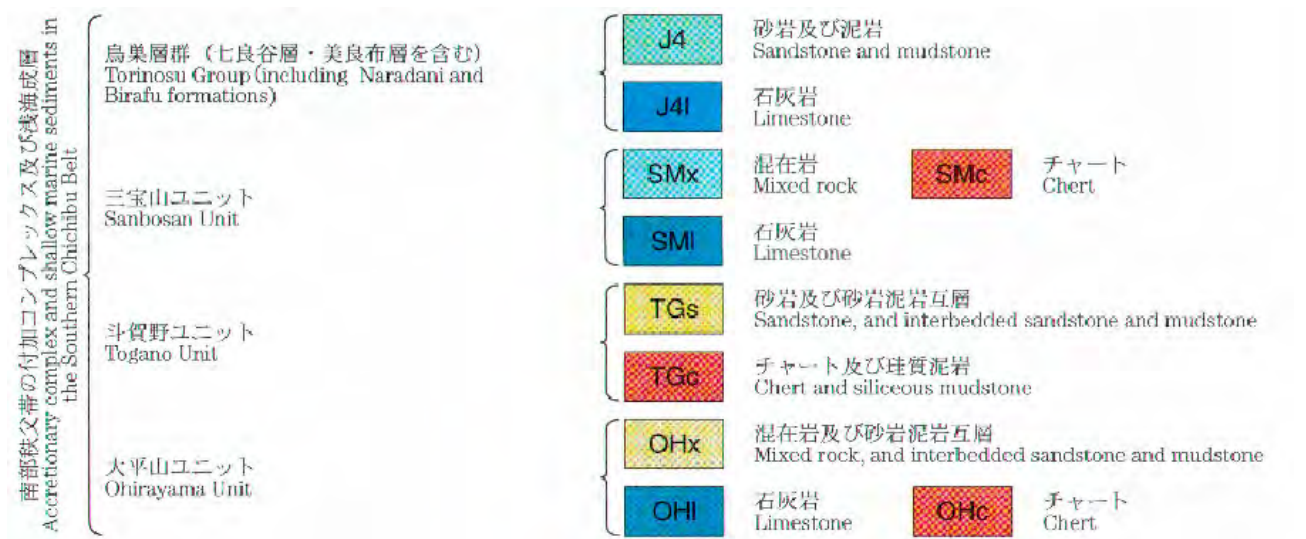 南部秩父帯の付加コンプレックス及び浅海成層
Accretionary complex and shallow marine sediments in
the Southern Chichibu Belt
鳥巣層群（七良谷層・美良布層を含む）
Torinosu Group (including Naradani and
Birafu formations)
J4
砂岩及び泥岩
Sandstone and mudstone
J4l
石灰岩
Limestone
三宝山ユニット
Sanbosan Unit
SMx
混在岩
Mixed rock
SMc
チャート
Chert
SMl
石灰岩
Limestone
斗賀野ユニット
Togano Unit
TGs
砂岩及び砂岩泥岩互層
Sandstone, and interbedded sandstone and mudstone
TGc
チャート及び珪質泥岩
Chert and siliceous mudstone
大平山ユニット
Ohirayama Unit
OHx
混在岩及び砂岩泥岩互層
Mixed rock, and interbedded sandstone and mudstone
OHl
石灰岩
Limestone
OHc
チャート
Chert